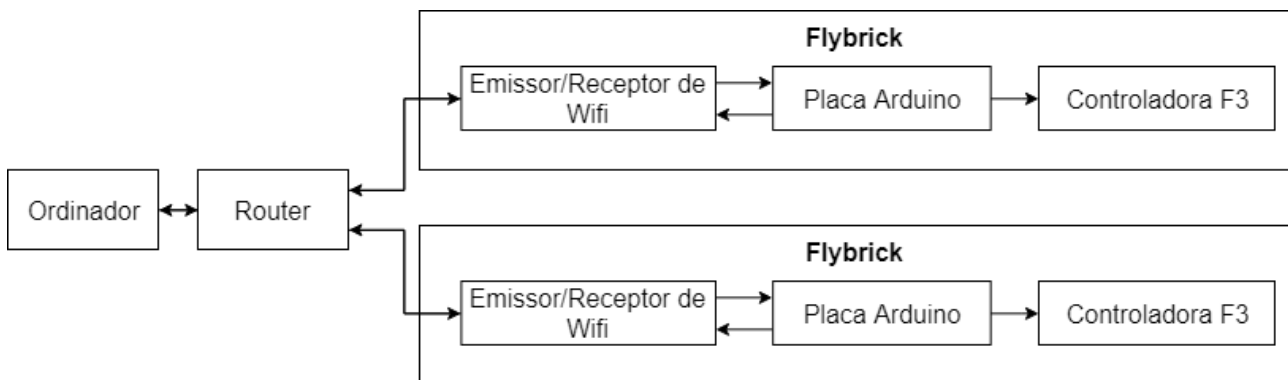 Flybrick
Emissor/Receptor de
Wifi
Placa Arduino
Controladora F3
Ordinador
Router
Flybrick
Emissor/Receptor de
Wifi
Placa Arduino
Controladora F3